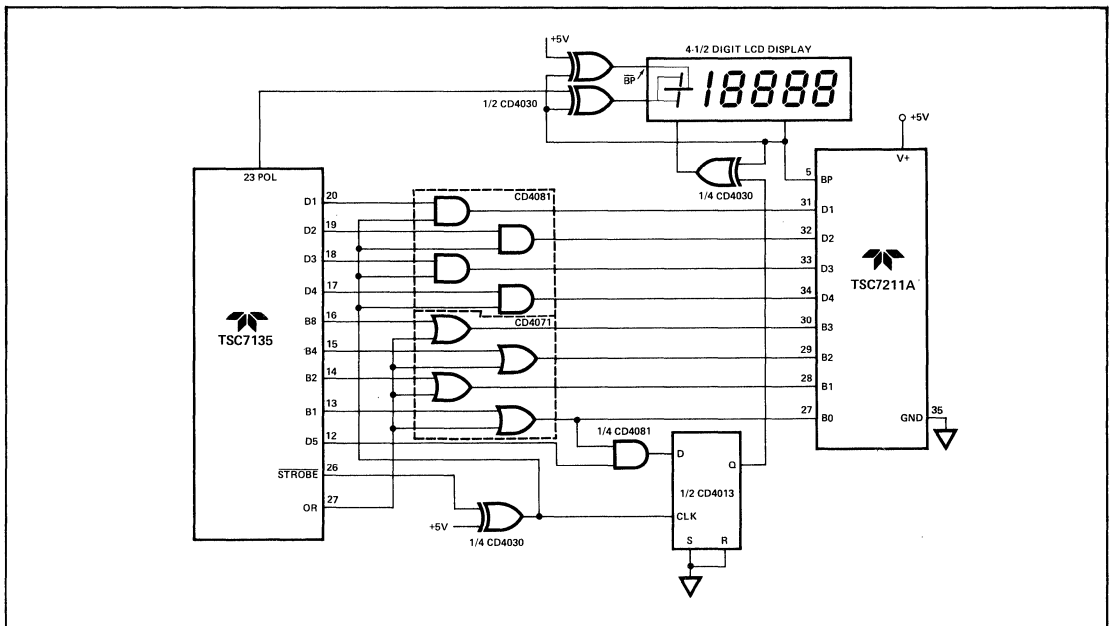 +5V
4-1/2 DIGIT LCD DISPLAY
BP
18888
1/2 CD4030
+5V
V+
23 POL
1/4 CD4030
5 BP
CD4081
D1 20
31 D1
D2 19
32 D2
D3 18
33 D3
TSC7211A
D4 17
34 D4
CD4071
B8 16
30 B3
TSC7135
B4 15
29 B2
B2 14
28 B1
B1 13
27 B0
GND 35
1/4 CD4081
D5 12
D
Q
STROBE 26
1/2 CD4013
OR 27
+5V
CLK
1/4 CD4030
S R